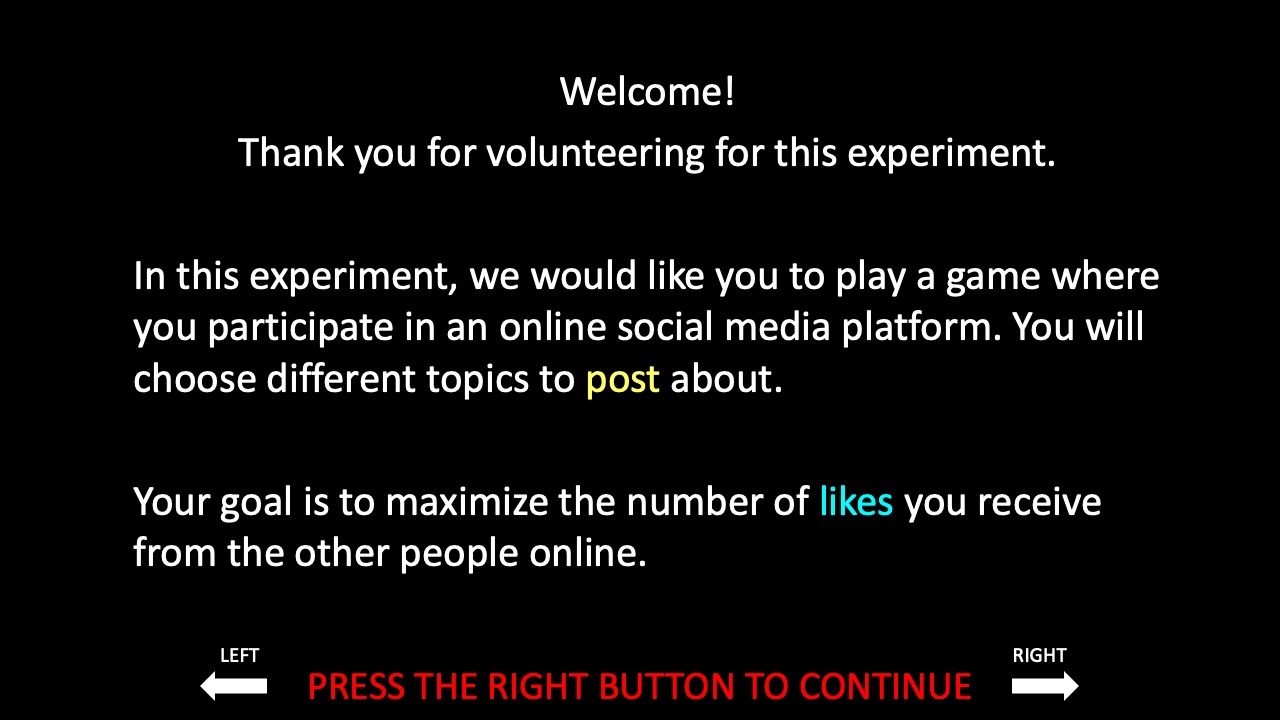 Welcome!
Thank you for volunteering for this experiment.
In this experiment, we would like you to play a game where
you participate in an online social media platform. You will
choose different topics to post about.
Your goal is to maximize the number of likes you receive
from the other people online.
LEFT
RIGHT
PRESS THE RIGHT BUTTON TO CONTINUE